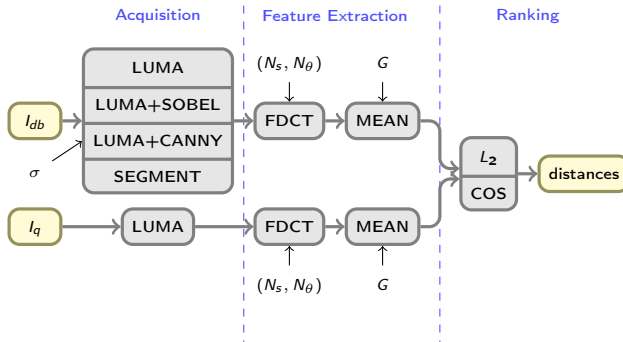 Acquisition
Feature Extraction
Ranking
LUMA
(N_s, N_θ)
G
I_db
LUMA+SOBEL
FDCT
MEAN
LUMA+CANNY
σ
SEGMENT
L_2
COS
distances
I_q
LUMA
FDCT
MEAN
(N_s, N_θ)
G